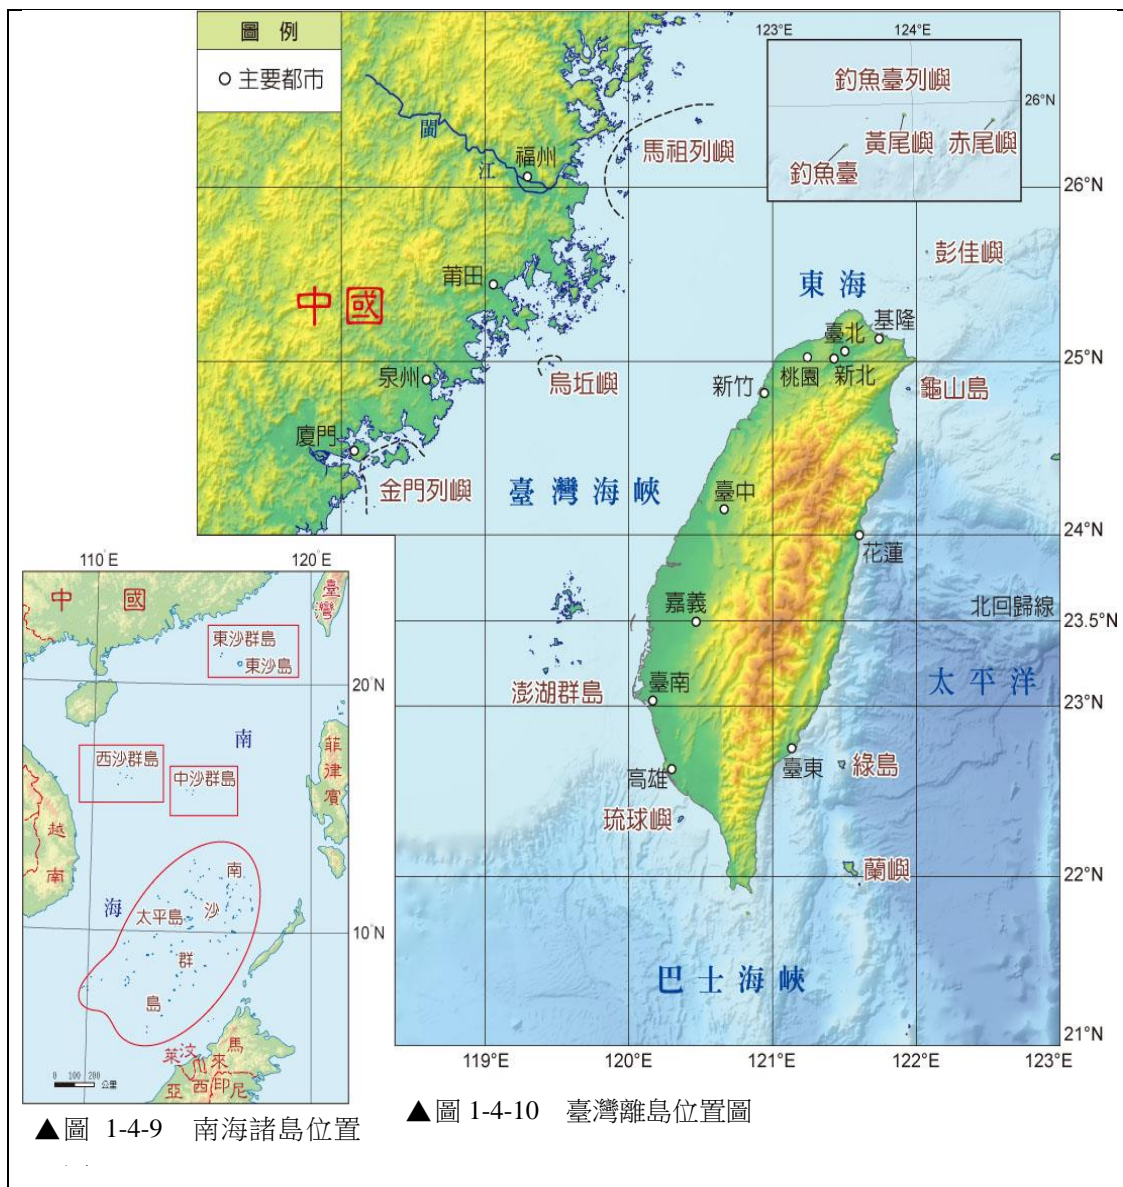 圖 例
主要都市
123°E
124°E
釣魚臺列嶼
26°N
黃尾嶼
赤尾嶼
釣魚臺
閩
江
福州
馬祖列嶼
26°N
彭佳嶼
莆田
東海
中國
基隆
臺北
25°N
泉州
烏坵嶼
桃園
新北
新竹
龜山島
廈門
金門列嶼
臺灣海峽
臺中
24°N
花蓮
110°E
120°E
中國
臺灣
北回歸線
嘉義
23.5°N
東沙群島
東沙島
太平洋
20°N
澎湖群島
臺南
23°N
南
西沙群島
中沙群島
菲律賓
高雄
臺東
綠島
琉球嶼
越南
22°N
蘭嶼
南
海
太平島
沙
10°N
群
島
巴士海峽
21°N
汶萊
馬來西亞
印尼
0 100 200
公里
119°E
120°E
121°E
122°E
123°E
▲圖 1-4-9 南海諸島位置
▲圖 1-4-10 臺灣離島位置圖